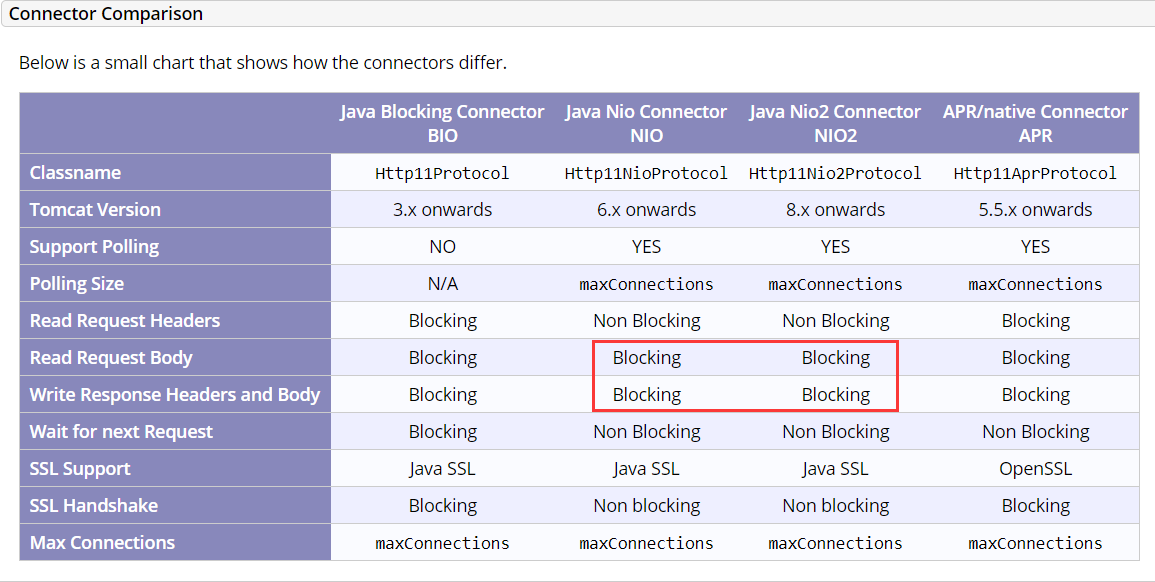 Connector Comparison
Below is a small chart that shows how the connectors differ.
Java Blocking Connector Java Nio Connector Java Nio2 Connector APR/native Connector
BIO NIO NIO2 APR
Classname Http11Protocol Http11NioProtocol Http11Nio2Protocol Http11AprProtocol
Tomcat Version 3.x onwards 6.x onwards 8.x onwards 5.5.x onwards
Support Polling NO YES YES YES
Polling Size N/A maxConnections maxConnections maxConnections
Read Request Headers Blocking Non Blocking Non Blocking Blocking
Read Request Body Blocking Blocking Blocking Blocking
Write Response Headers and Body Blocking Blocking Blocking Blocking
Wait for next Request Blocking Non Blocking Non Blocking Non Blocking
SSL Support Java SSL Java SSL Java SSL OpenSSL
SSL Handshake Blocking Non blocking Non blocking Blocking
Max Connections maxConnections maxConnections maxConnections maxConnections